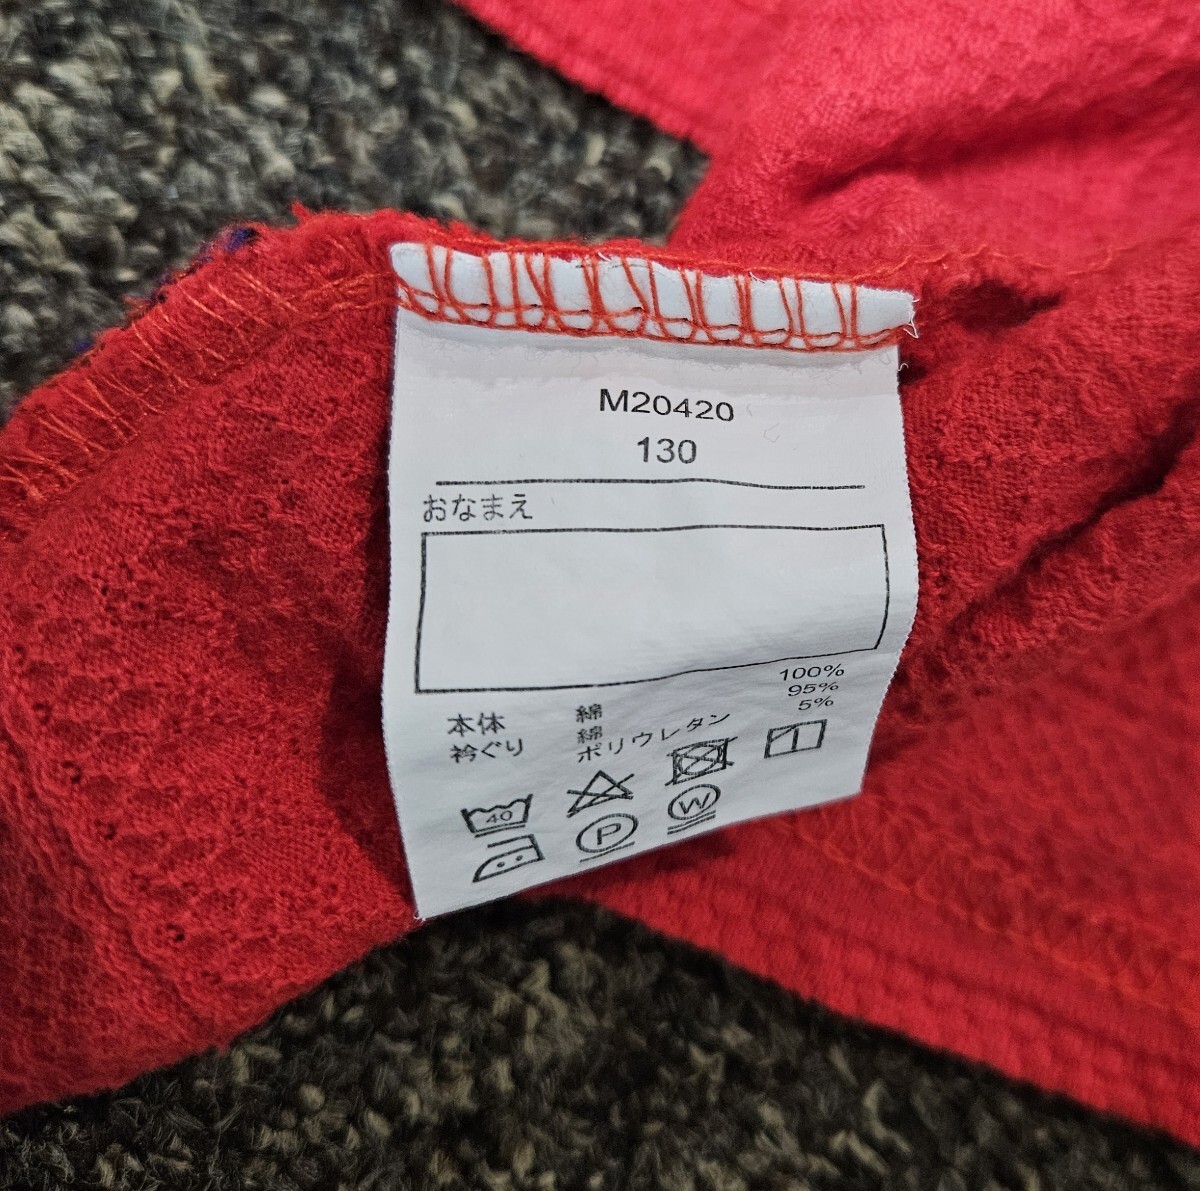 M20420
130
おなまえ
本体 綿 100%
衿ぐり 綿 95%
ポリウレタン 5%
40
P
W